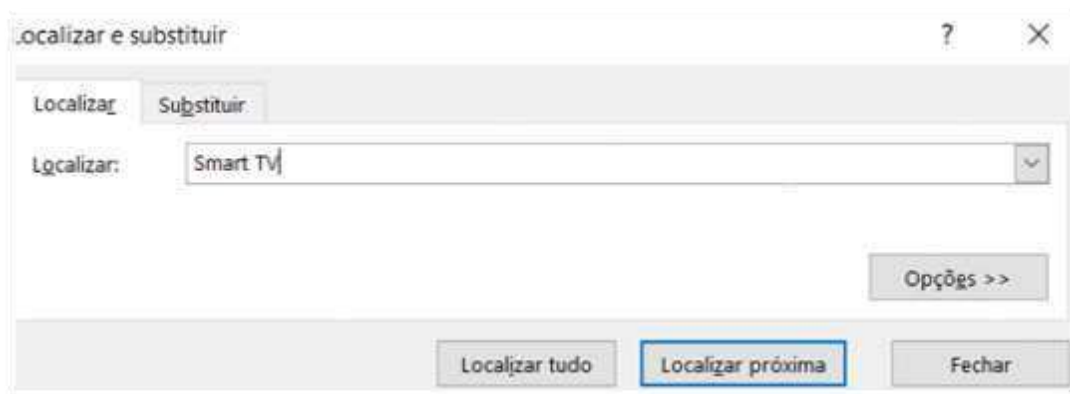 .ocalizar e substituir ? ×
Localizar Substituir
Localizar: Smart TV
Opções >>
Localizar tudo Localizar próxima Fechar